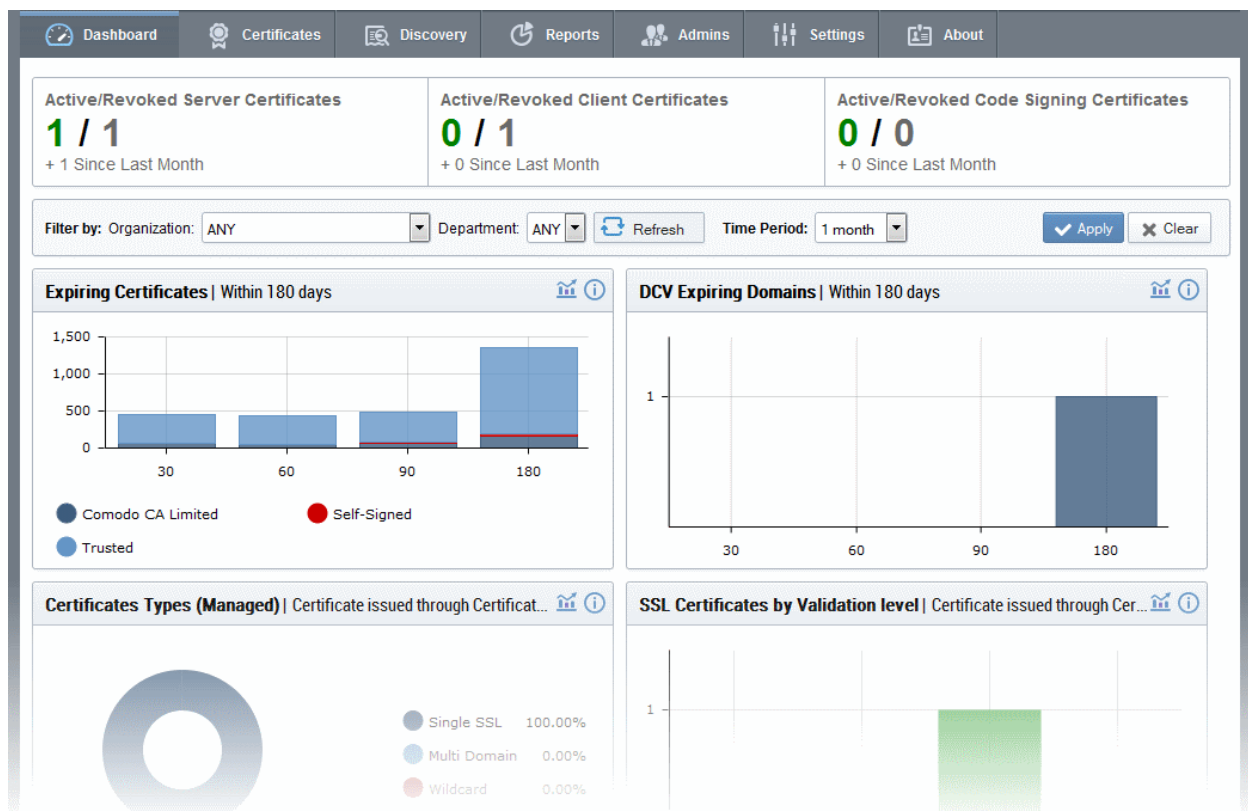 Dashboard Certificates Discovery Reports Admins Settings About
Active/Revoked Server Certificates
1 / 1
+ 1 Since Last Month
Active/Revoked Client Certificates
0 / 1
+ 0 Since Last Month
Active/Revoked Code Signing Certificates
0 / 0
+ 0 Since Last Month
Filter by: Organization: ANY Department: ANY Refresh Time Period: 1 month Apply Clear
Expiring Certificates | Within 180 days
1,500
1,000
500
0
30 60 90 180
Comodo CA Limited
Self-Signed
Trusted
DCV Expiring Domains | Within 180 days
1
30 60 90 180
Certificates Types (Managed) | Certificate issued through Certificat...
Single SSL 100.00%
Multi Domain 0.00%
Wildcard 0.00%
SSL Certificates by Validation level | Certificate issued through Cer...
1